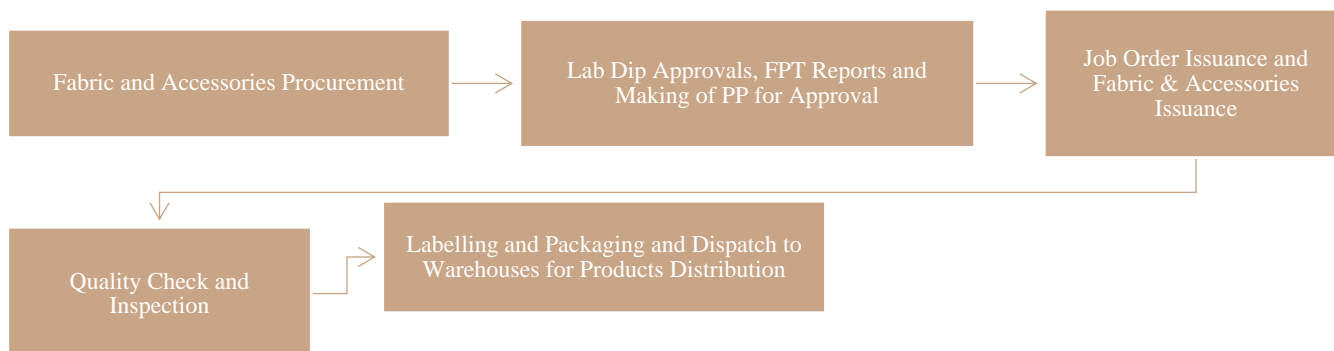 Fabric and Accessories Procurement
Lab Dip Approvals, FPT Reports and
Making of PP for Approval
Job Order Issuance and
Fabric & Accessories
Issuance
Quality Check and
Inspection
Labelling and Packaging and Dispatch to
Warehouses for Products Distribution